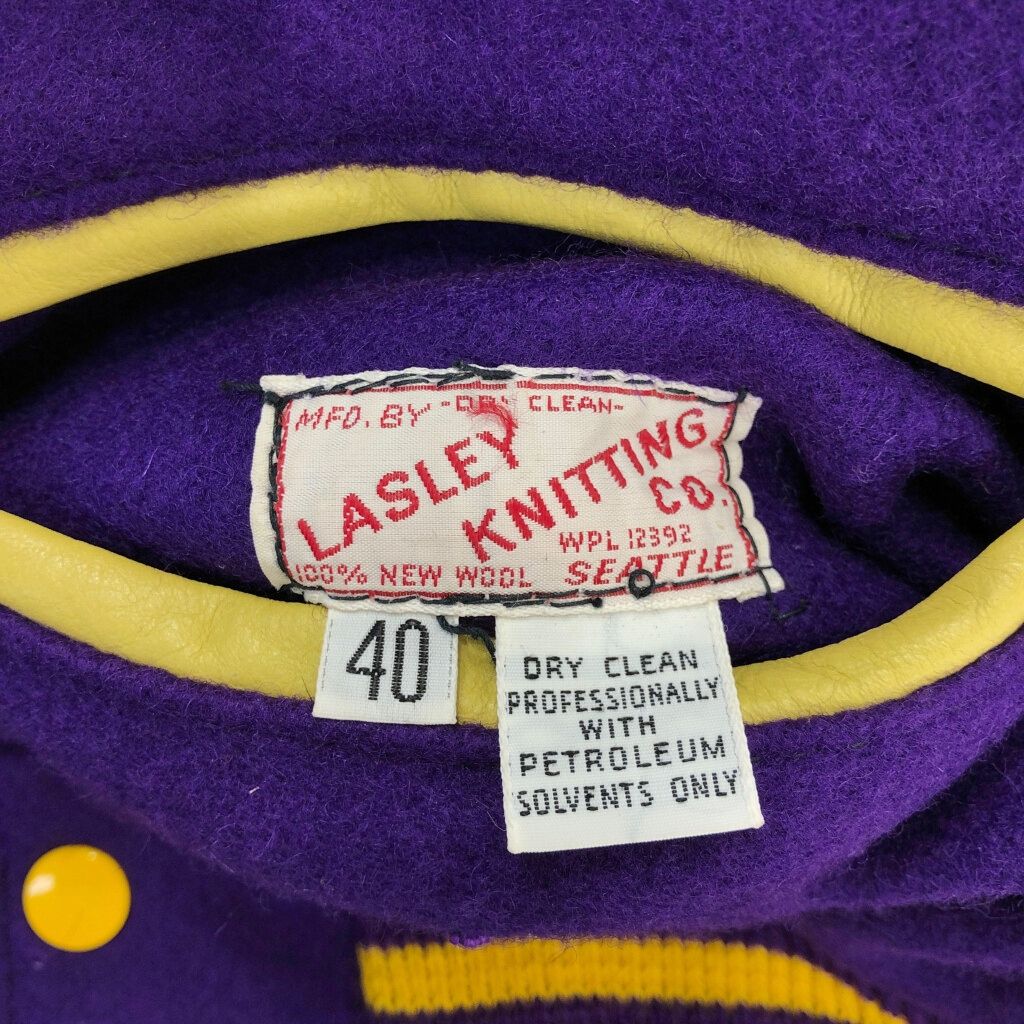 MFD. BY -DRY CLEAN-
LASLEY
KNITTING
CO.
WPL 12392
100% NEW WOOL SEATTLE
40
DRY CLEAN
PROFESSIONALLY
WITH
PETROLEUM
SOLVENTS ONLY